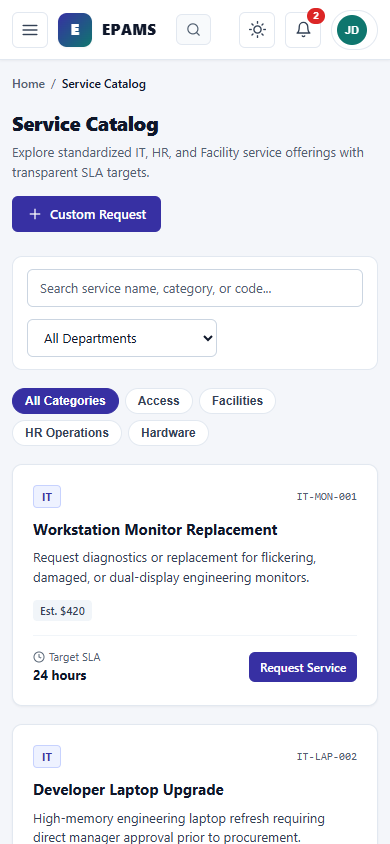 E EPAMS 2 JD
Home / Service Catalog
Service Catalog
Explore standardized IT, HR, and Facility service offerings with
transparent SLA targets.
+ Custom Request
Search service name, category, or code...
All Departments
All Categories Access Facilities
HR Operations Hardware
IT IT-MON-001
Workstation Monitor Replacement
Request diagnostics or replacement for flickering,
damaged, or dual-display engineering monitors.
Est. $420
Target SLA
24 hours Request Service
IT IT-LAP-002
Developer Laptop Upgrade
High-memory engineering laptop refresh requiring
direct manager approval prior to procurement.